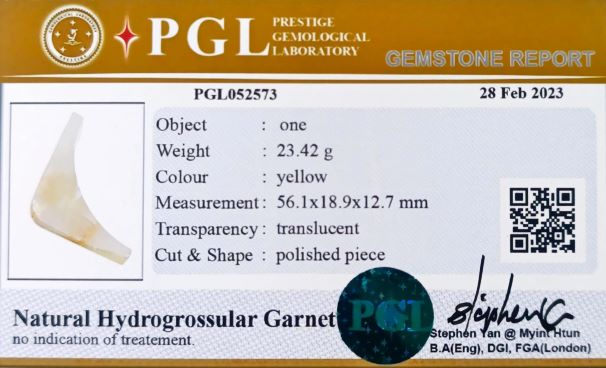 PGL PRESTIGE
GEMOLOGICAL
LABORATORY
GEMSTONE REPORT
PGL052573 28 Feb 2023
Object : one
Weight : 23.42 g
Colour : yellow
Measurement : 56.1x18.9x12.7 mm
Transparency : translucent
Cut & Shape : polished piece
Natural Hydrogrossular Garnet
no indication of treatement.
PGL
Stephen Yan @ Myint Htun
B.A(Eng), DGI, FGA(London)